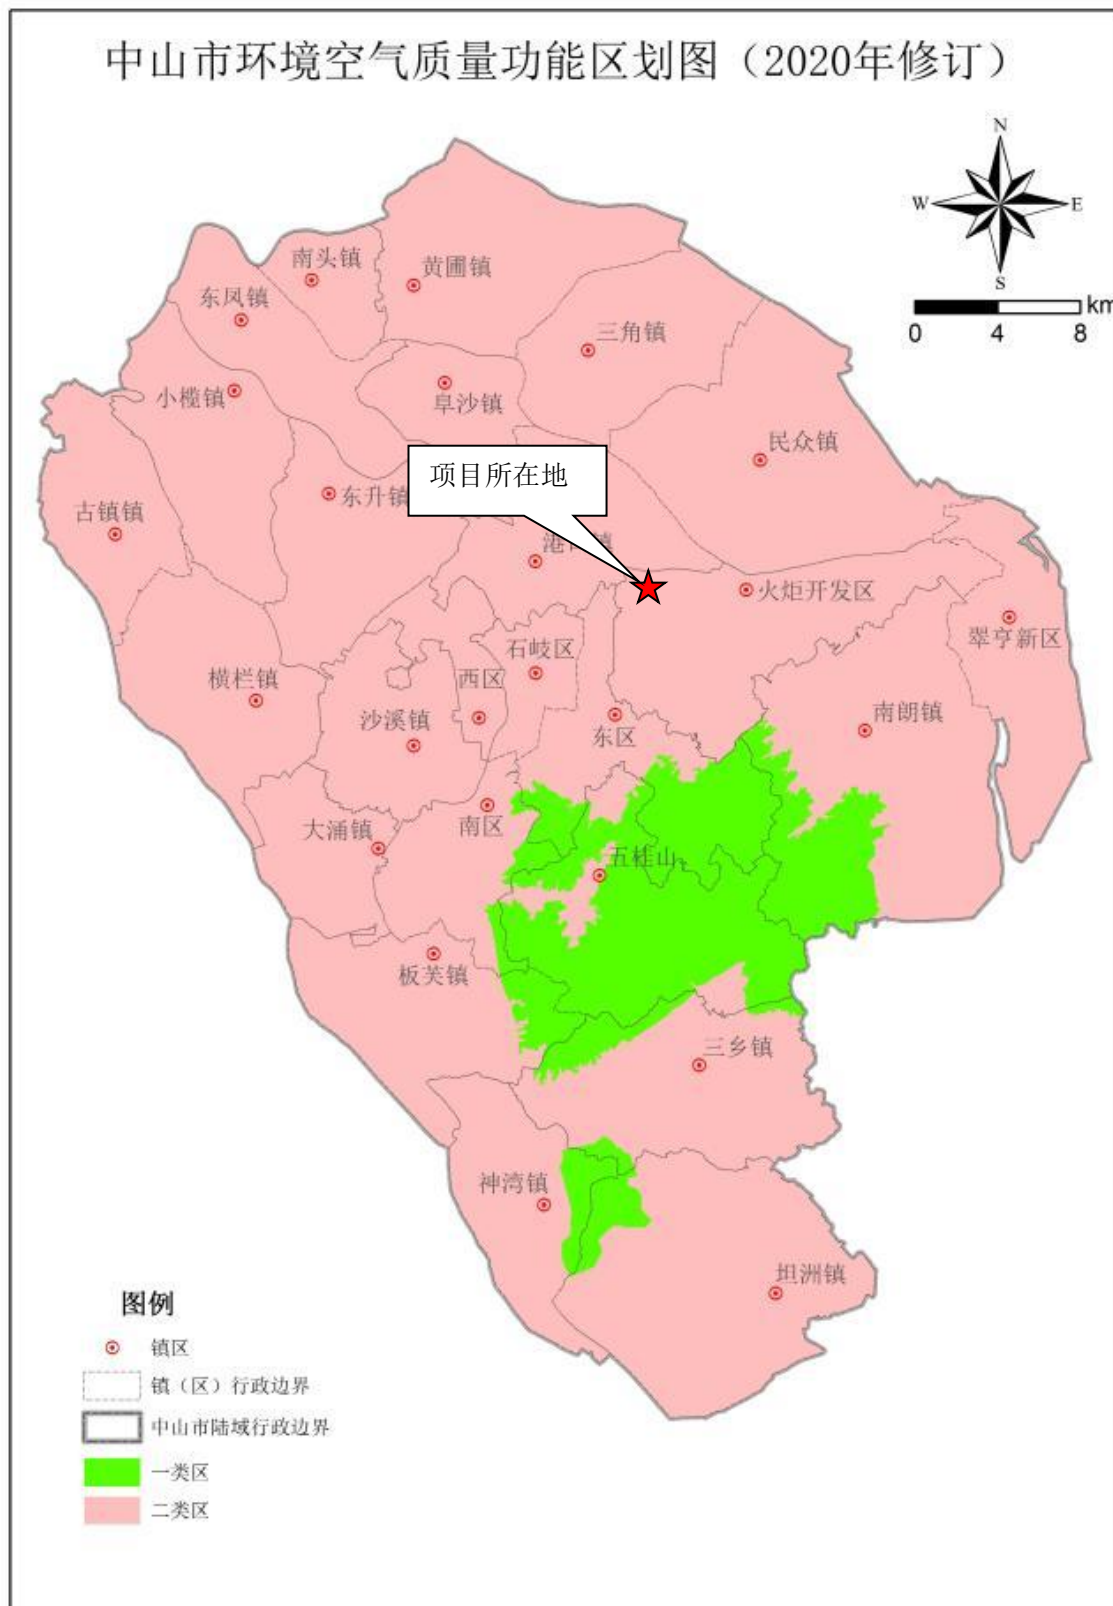 中山市环境空气质量功能区划图（2020年修订）
N
W
E
S
km
0
4
8
南头镇
黄圃镇
东凤镇
三角镇
小榄镇
阜沙镇
民众镇
项目所在地
东升镇
古镇镇
港口镇
火炬开发区
翠亨新区
石岐区
横栏镇
西区
沙溪镇
东区
南朗镇
南区
大涌镇
五桂山
板芙镇
三乡镇
神湾镇
坦洲镇
图例
镇区
镇（区）行政边界
中山市陆域行政边界
一类区
二类区